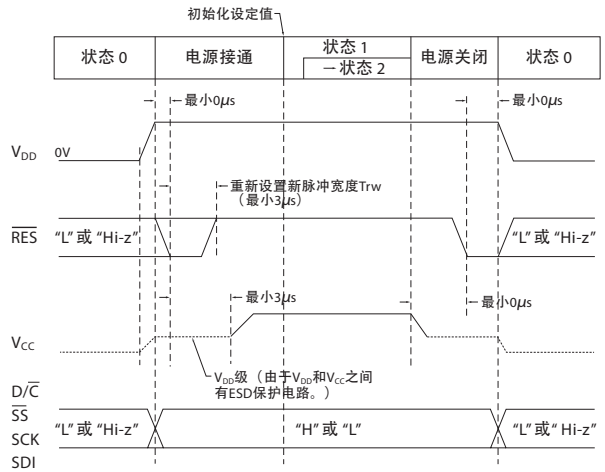 初始化设定值
状态 0
电源接通
状态 1
状态 2
电源关闭
状态 0
最小0μs
最小0μs
V_DD
0V
重新设置新脉冲宽度Trw
（最小3μs）
RES
“L” 或 “Hi-z”
“L” 或 “Hi-z”
最小3μs
最小0μs
V_CC
V_DD级（由于V_DD和V_CC之间
有ESD保护电路。）
D/C
SS
SCK
SDI
“L” 或 “Hi-z”
“H” 或 “L”
“L” 或 “ Hi-z”